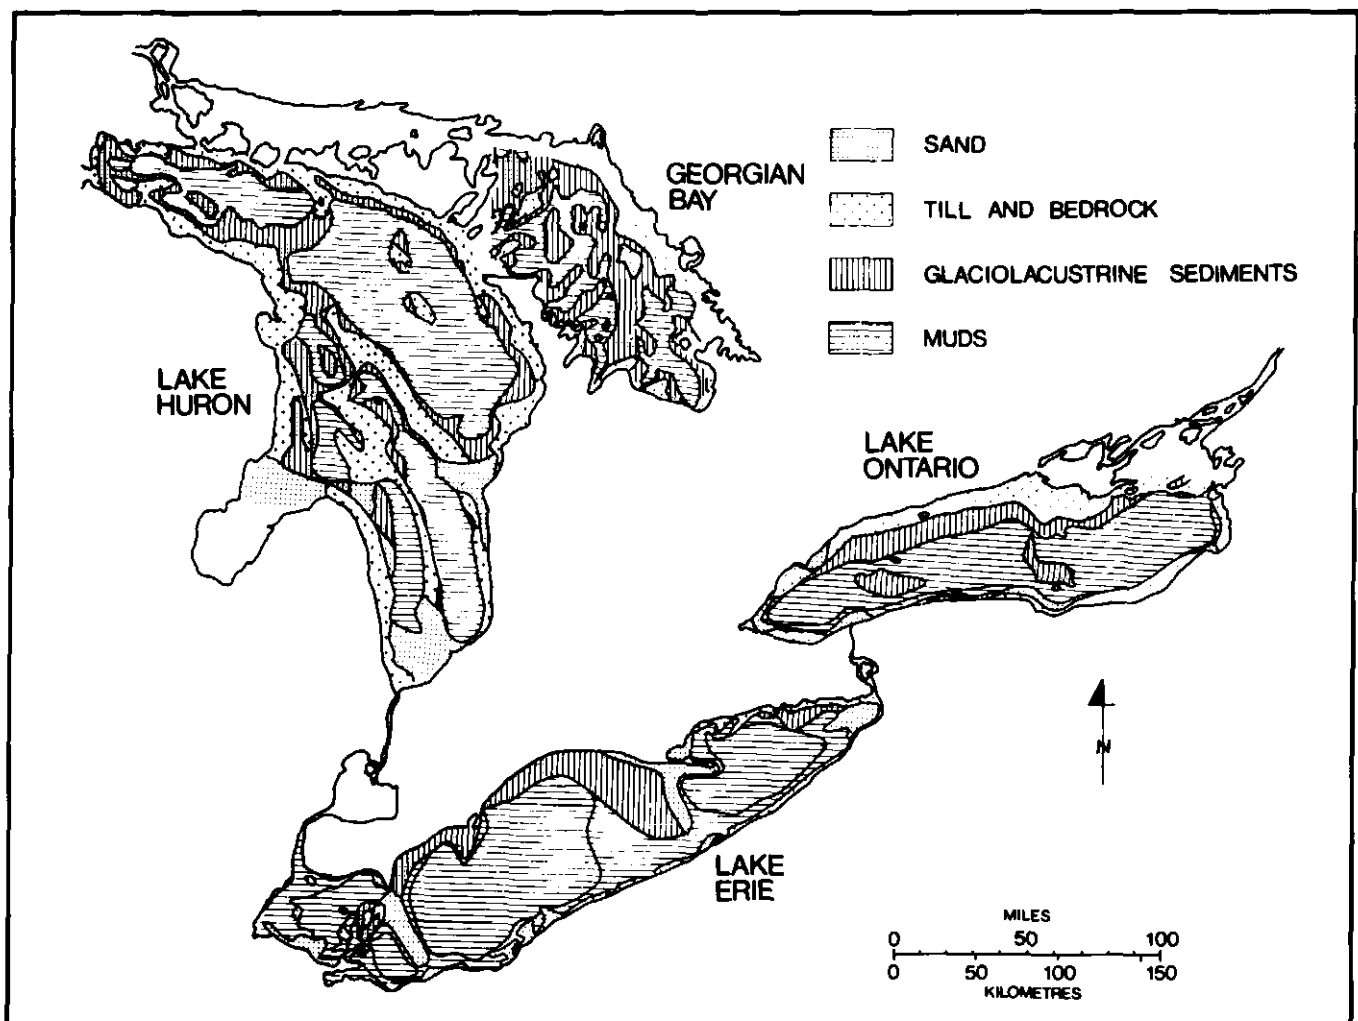 GEORGIAN
BAY
SAND
TILL AND BEDROCK
GLACIOLACUSTRINE SEDIMENTS
MUDS
LAKE
HURON
LAKE
ONTARIO
N
LAKE
ERIE
MILES
0 50 100
0 50 100 150
KILOMETRES